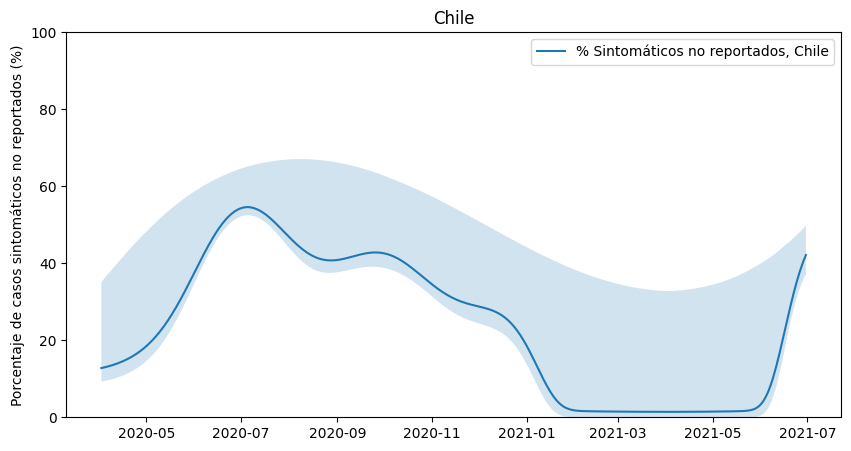 Chile
% Sintomáticos no reportados, Chile
Porcentaje de casos sintomáticos no reportados (%)
100
80
60
40
20
0
2020-05 2020-07 2020-09 2020-11 2021-01 2021-03 2021-05 2021-07